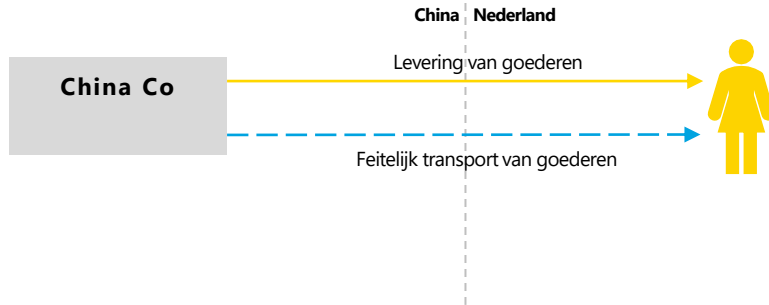 China Nederland
Levering van goederen
China Co
Feitelijk transport van goederen